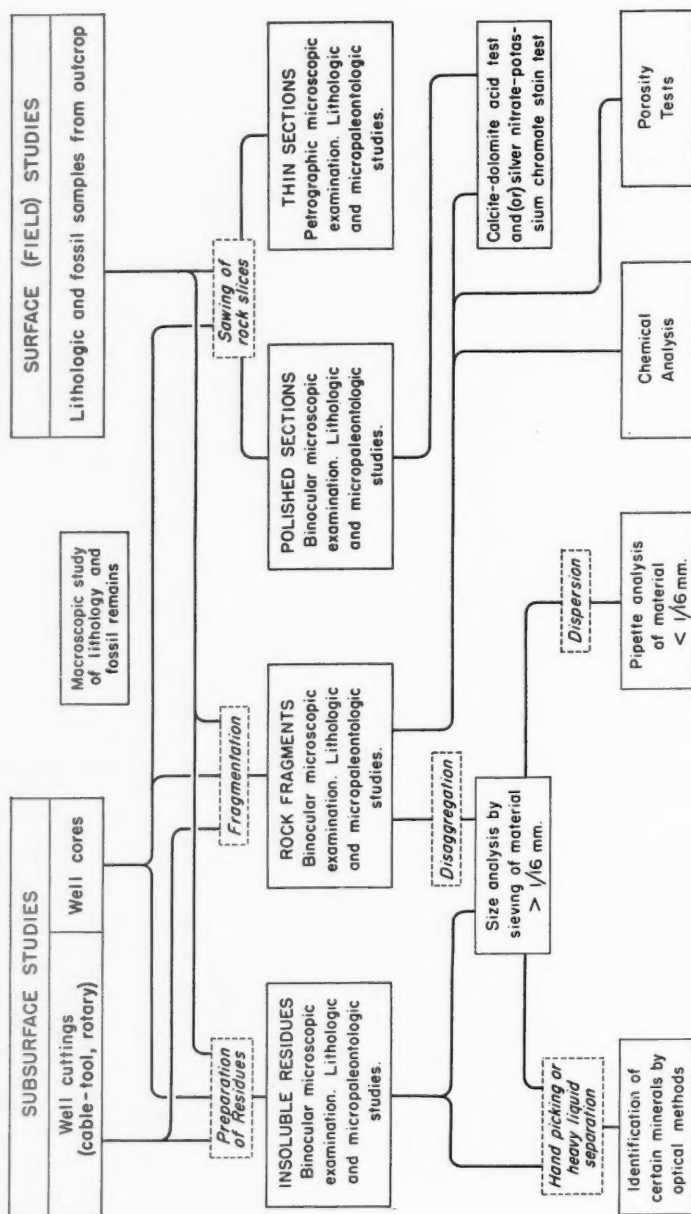 SUBSURFACE STUDIES
Well cuttings
(cable-tool, rotary)
Well cores
SURFACE (FIELD) STUDIES
Lithologic and fossil samples from outcrop
Macroscopic study
of lithology and
fossil remains
Preparation
of Residues
Fragmentation
Sawing of
rock slices
INSOLUBLE RESIDUES
Binocular microscopic
examination. Lithologic
and micropaleontologic
studies.
ROCK FRAGMENTS
Binocular microscopic
examination. Lithologic
and micropaleontologic
studies.
POLISHED SECTIONS
Binocular microscopic
examination. Lithologic
and micropaleontologic
studies.
THIN SECTIONS
Petrographic microscopic
examination. Lithologic
and micropaleontologic
studies.
Disaggregation
Size analysis by
sieving of material
> 1/16 mm.
Calcite-dolomite acid test
and(or) silver nitrate-potas-
sium chromate stain test
Hand picking or
heavy liquid
separation
Dispersion
Identification of
certain minerals by
optical methods
Pipette analysis
of material
< 1/16 mm.
Chemical
Analysis
Porosity
Tests